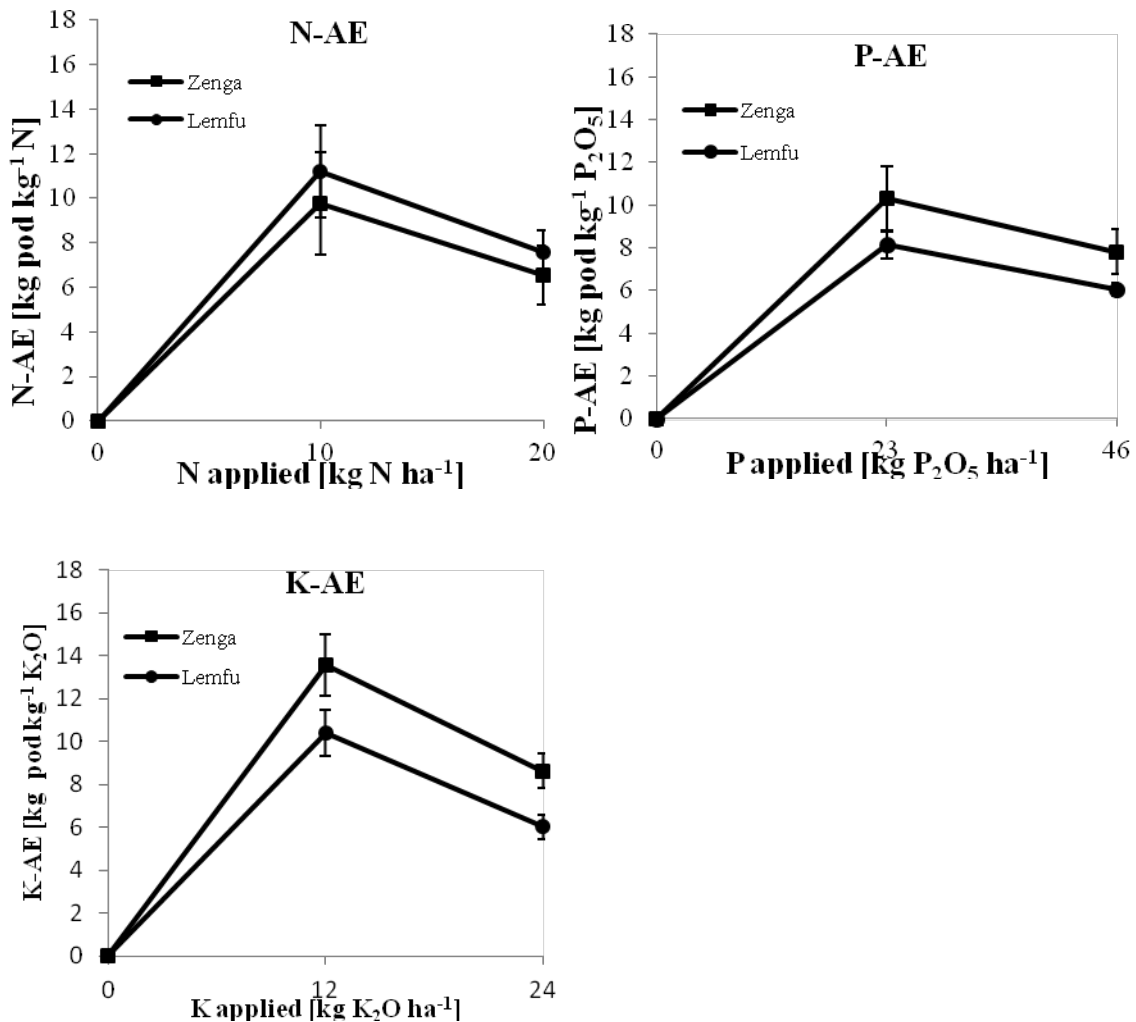 N-AE
Zenga
Lemfu
N-AE [kg pod kg⁻¹ N]
18
16
14
12
10
8
6
4
2
0
0 10 20
N applied [kg N ha⁻¹]
P-AE
Zenga
Lemfu
P-AE [kg pod kg⁻¹ P₂O₅]
18
16
14
12
10
8
6
4
2
0
0 23 46
P applied [kg P₂O₅ ha⁻¹]
K-AE
Zenga
Lemfu
K-AE [kg pod kg⁻¹ K₂O]
18
16
14
12
10
8
6
4
2
0
0 12 24
K applied [kg K₂O ha⁻¹]